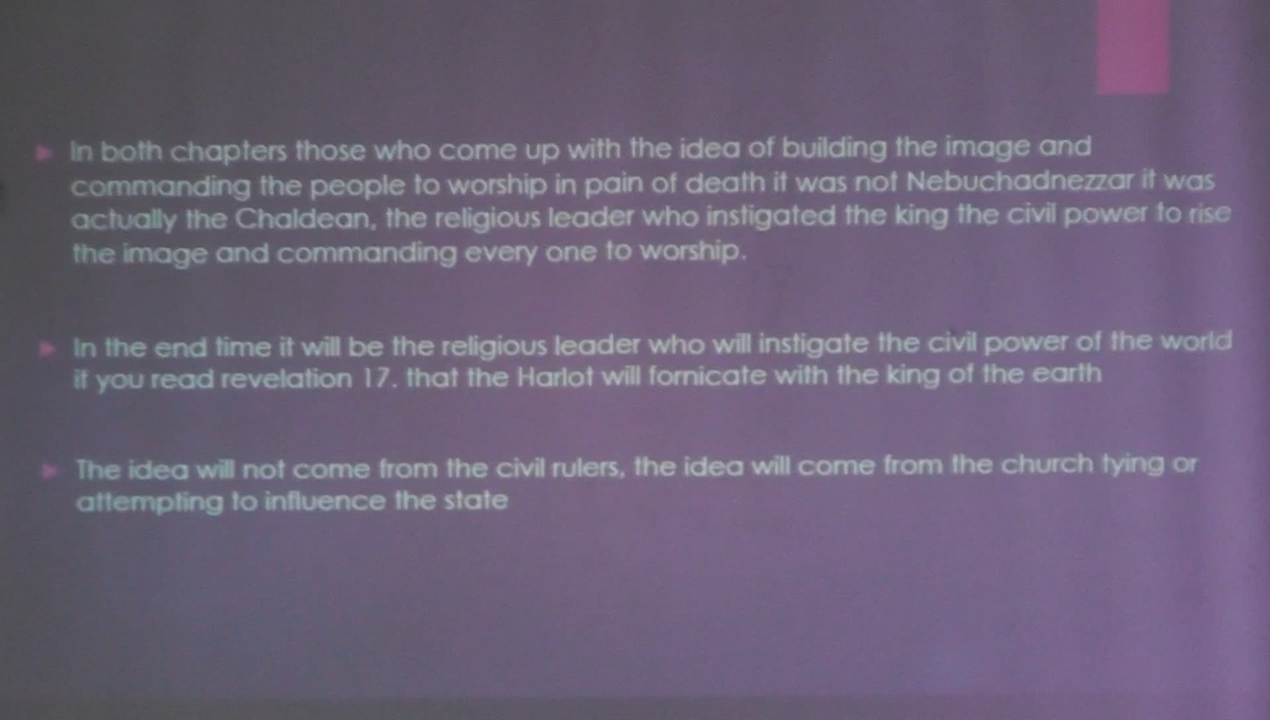 In both chapters those who come up with the idea of building the image and
commanding the people to worship in pain of death it was not Nebuchadnezzar it was
actually the Chaldean, the religious leader who instigated the king the civil power to rise
the image and commanding every one to worship.
In the end time it will be the religious leader who will instigate the civil power of the world
if you read revelation 17. that the Harlot will fornicate with the king of the earth
The idea will not come from the civil rulers, the idea will come from the church tying or
attempting to influence the state